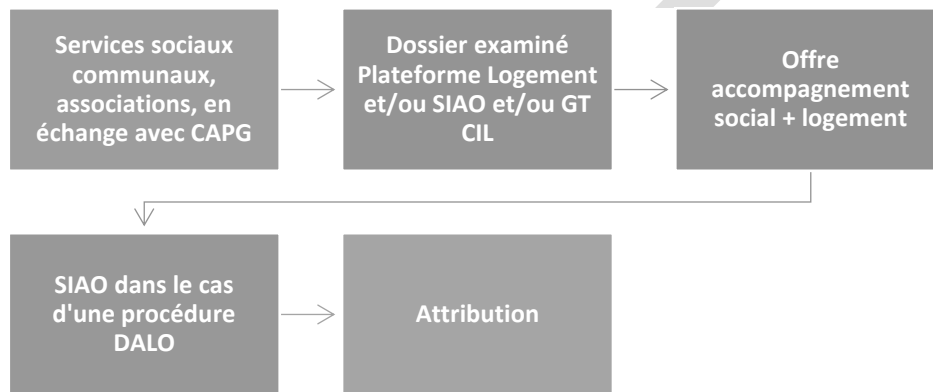 Services sociaux
communaux,
associations, en
échange avec CAPG
Dossier examiné
Plateforme Logement
et/ou SIAO et/ou GT
CIL
Offre
accompagnement
social + logement
SIAO dans le cas
d'une procédure
DALO
Attribution